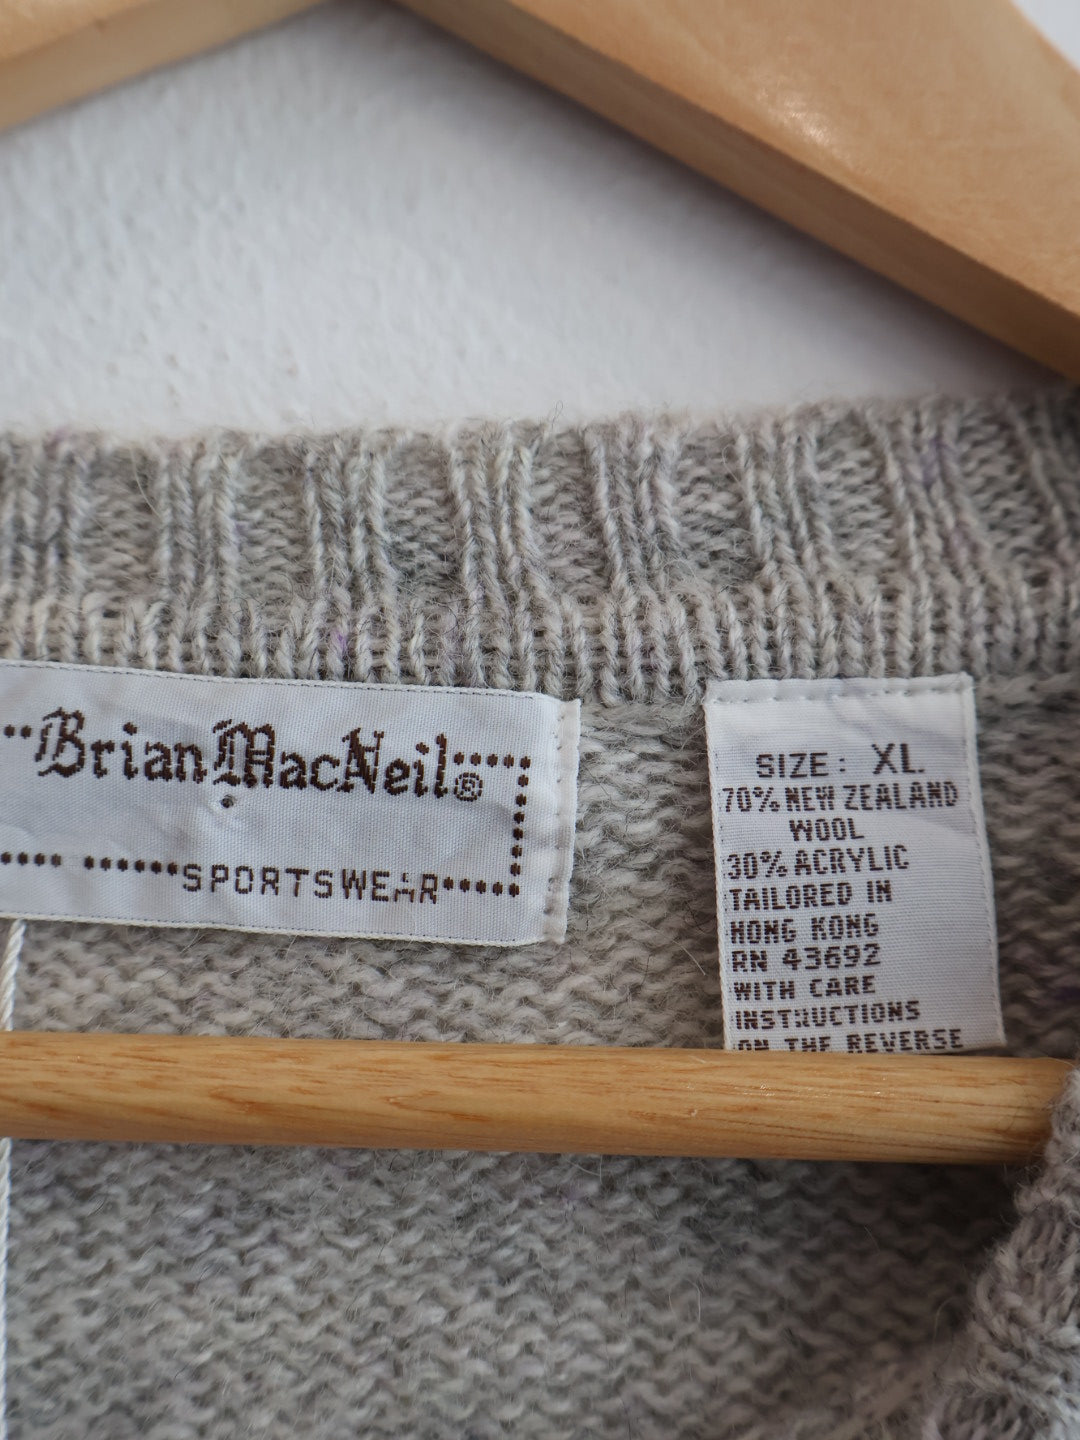 Brian MacNeil®
SPORTSWEAR
SIZE: XL
70% NEW ZEALAND
WOOL
30% ACRYLIC
TAILORED IN
HONG KONG
RN 43692
WITH CARE
INSTRUCTIONS
ON THE REVERSE